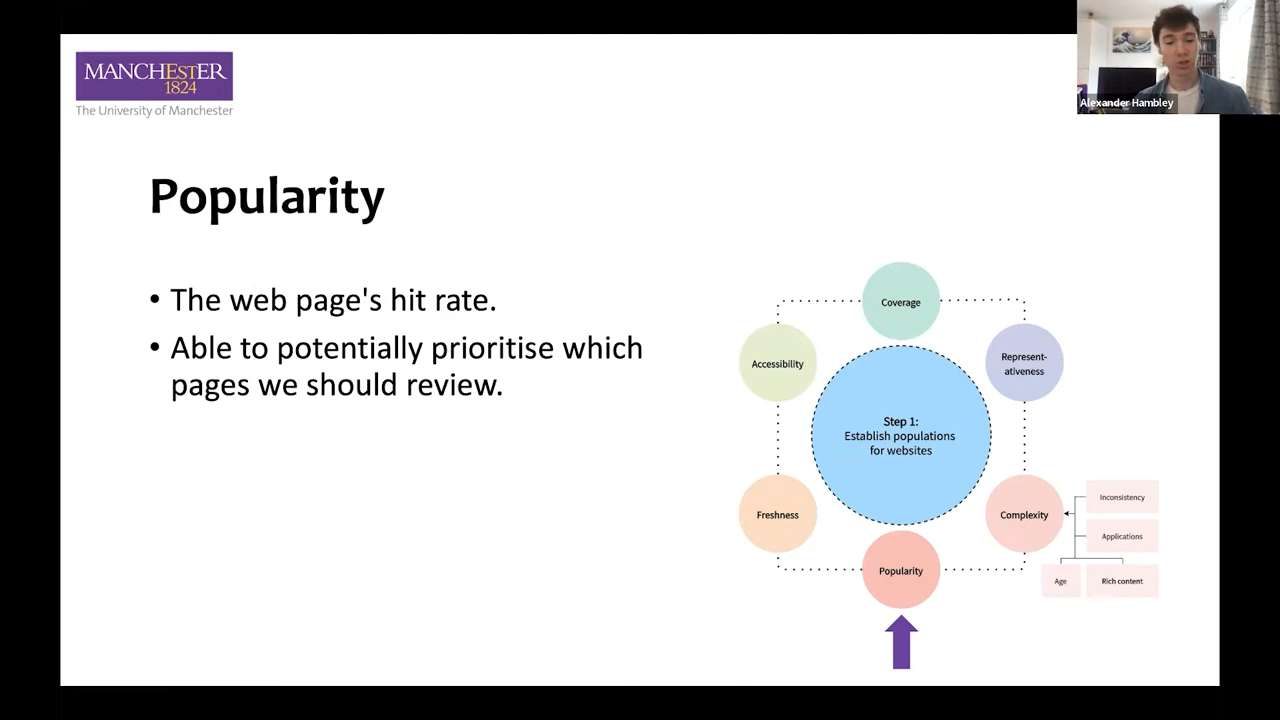 MANCHESTER
1824
The University of Manchester
Alexander Hambley
Popularity
• The web page's hit rate.
• Able to potentially prioritise which
pages we should review.
Coverage
Accessibility
Represent-
ativeness
Step 1:
Establish populations
for websites
Freshness
Complexity
Popularity
Inconsistency
Applications
Age
Rich content